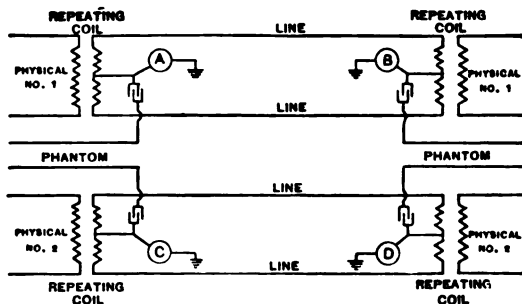 REPEATING
COIL
LINE
REPEATING
COIL
A
B
PHYSICAL
NO. 1
PHYSICAL
NO. 1
PHANTOM
PHANTOM
LINE
PHYSICAL
NO. 2
C
D
PHYSICAL
NO. 2
REPEATING
COIL
LINE
REPEATING
COIL